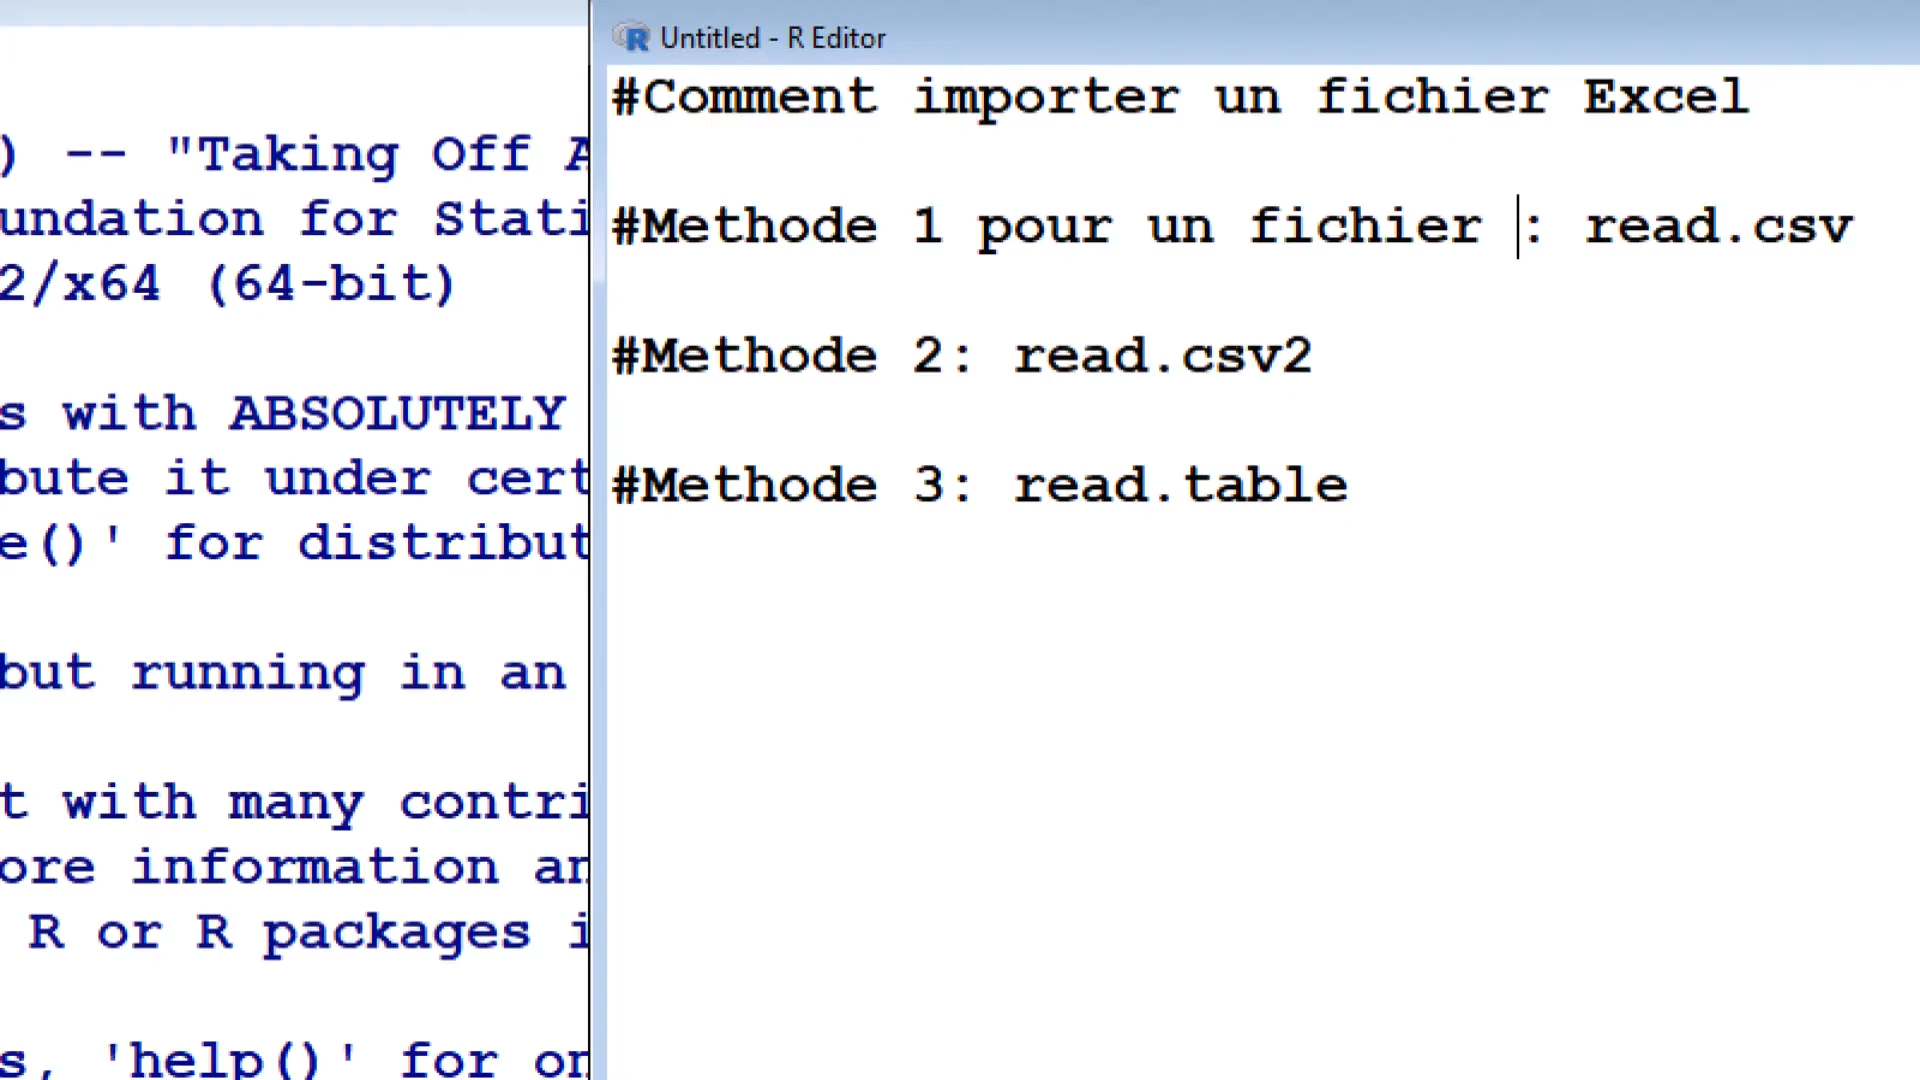 Untitled - R Editor
) -- "Taking Off
undation for Stati
2/x64 (64-bit)
s with ABSOLUTELY
bute it under cert
e()' for distribut
but running in an
t with many contri
ore information an
R or R packages i
s, 'help()' for on
#Comment importer un fichier Excel
#Methode 1 pour un fichier : read.csv
#Methode 2: read.csv2
#Methode 3: read.table